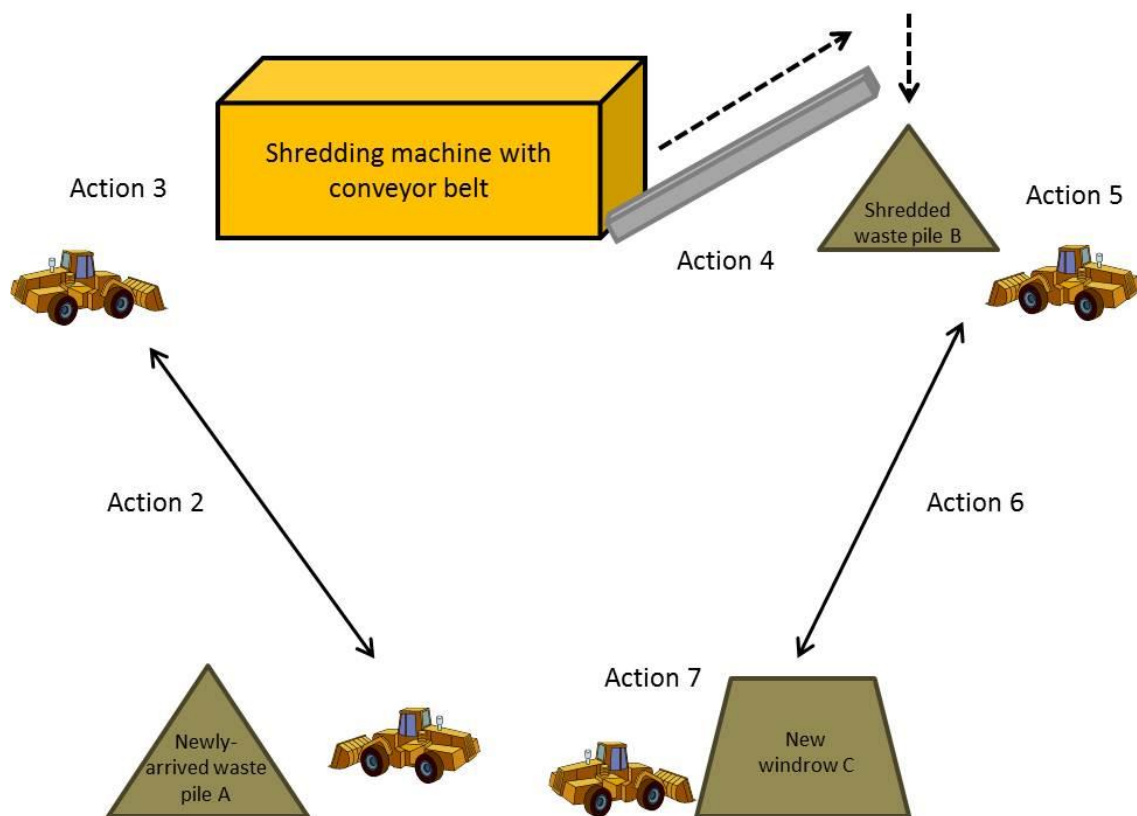 Shredding machine with
conveyor belt
Action 3
Action 5
Shredded
waste pile B
Action 4
Action 2
Action 6
Action 7
Newly-
arrived waste
pile A
New
windrow C